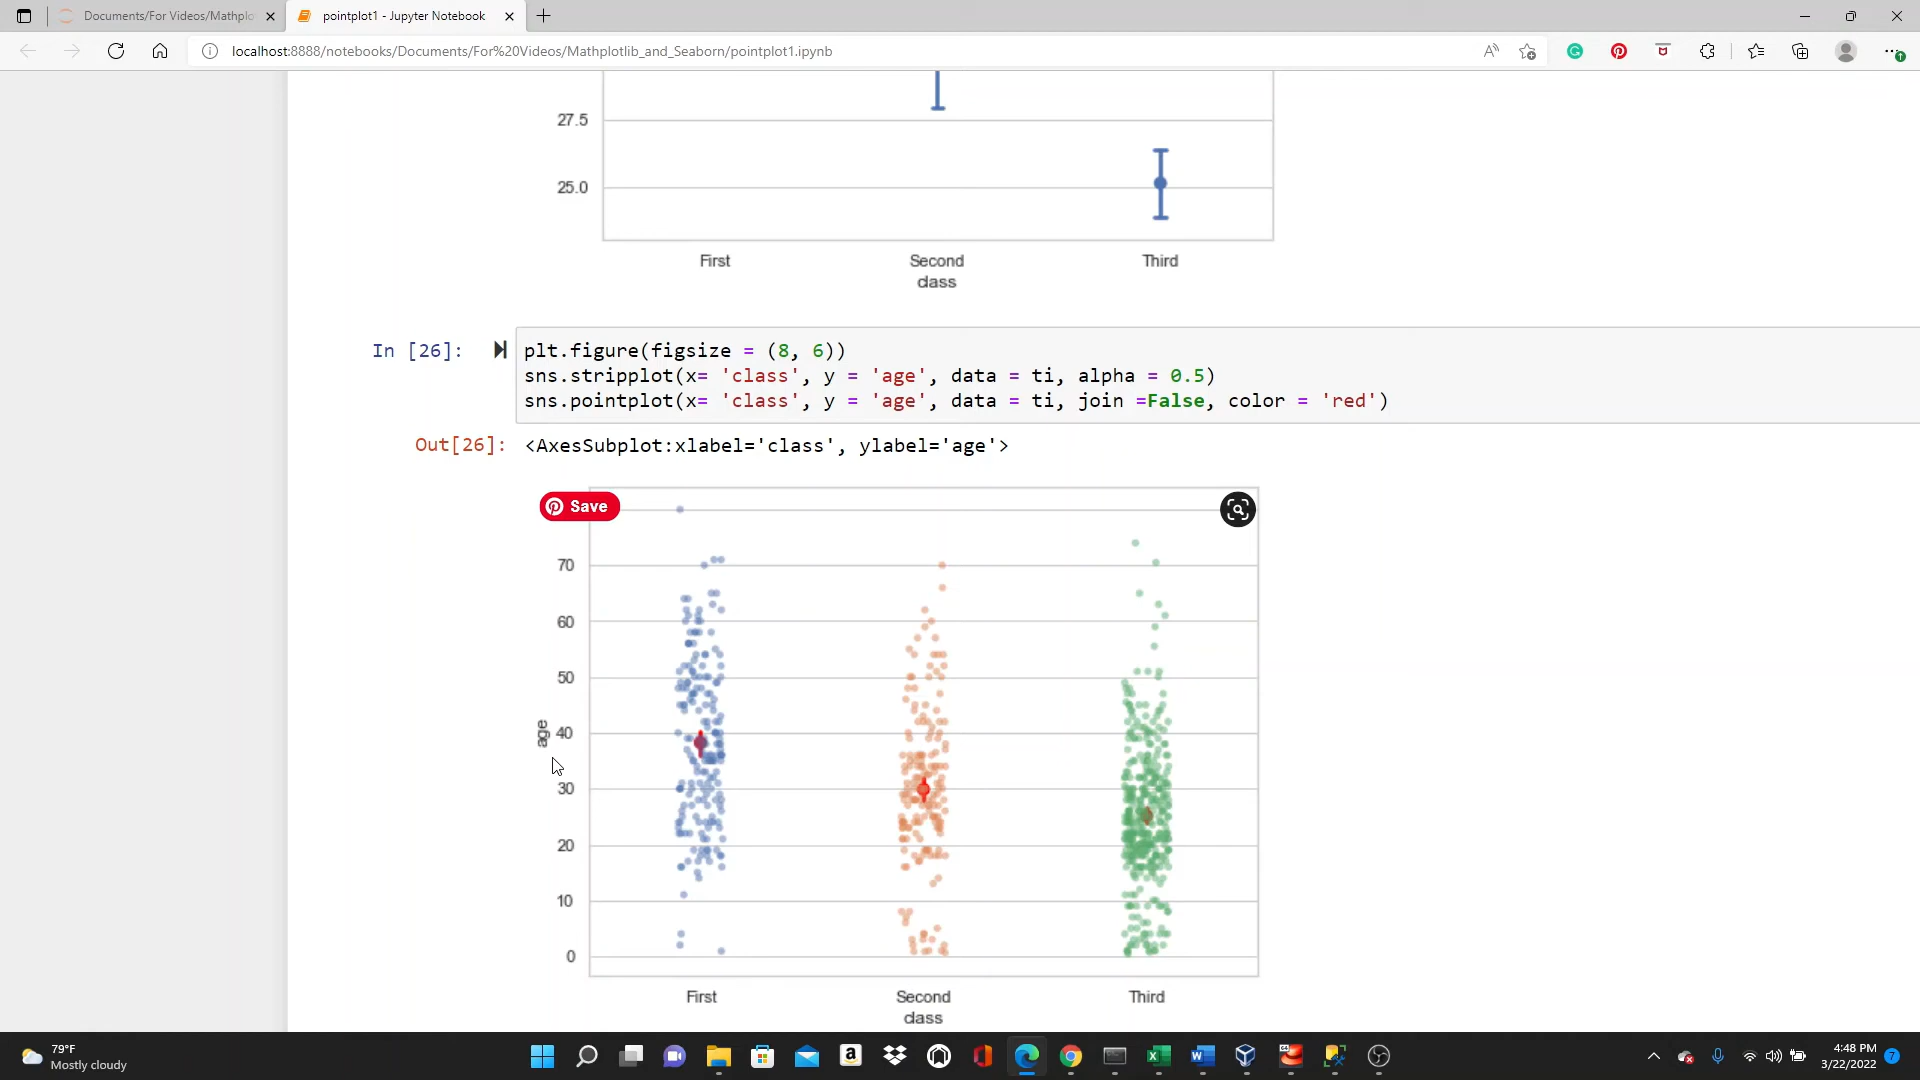 Documents/For Videos/Mathplo
pointplot1 - Jupyter Notebook
localhost:8888/notebooks/Documents/For%20Videos/Mathplotlib_and_Seaborn/pointplot1.ipynb
27.5
25.0
First
Second
Third
class
In [26]:
plt.figure(figsize = (8, 6))
sns.stripplot(x= 'class', y = 'age', data = ti, alpha = 0.5)
sns.pointplot(x= 'class', y = 'age', data = ti, join =False, color = 'red')
Out[26]:
<AxesSubplot:xlabel='class', ylabel='age'>
Save
70
60
50
40
30
20
10
0
age
First
Second
Third
class
79°F
Mostly cloudy
4:48 PM
3/22/2022
7